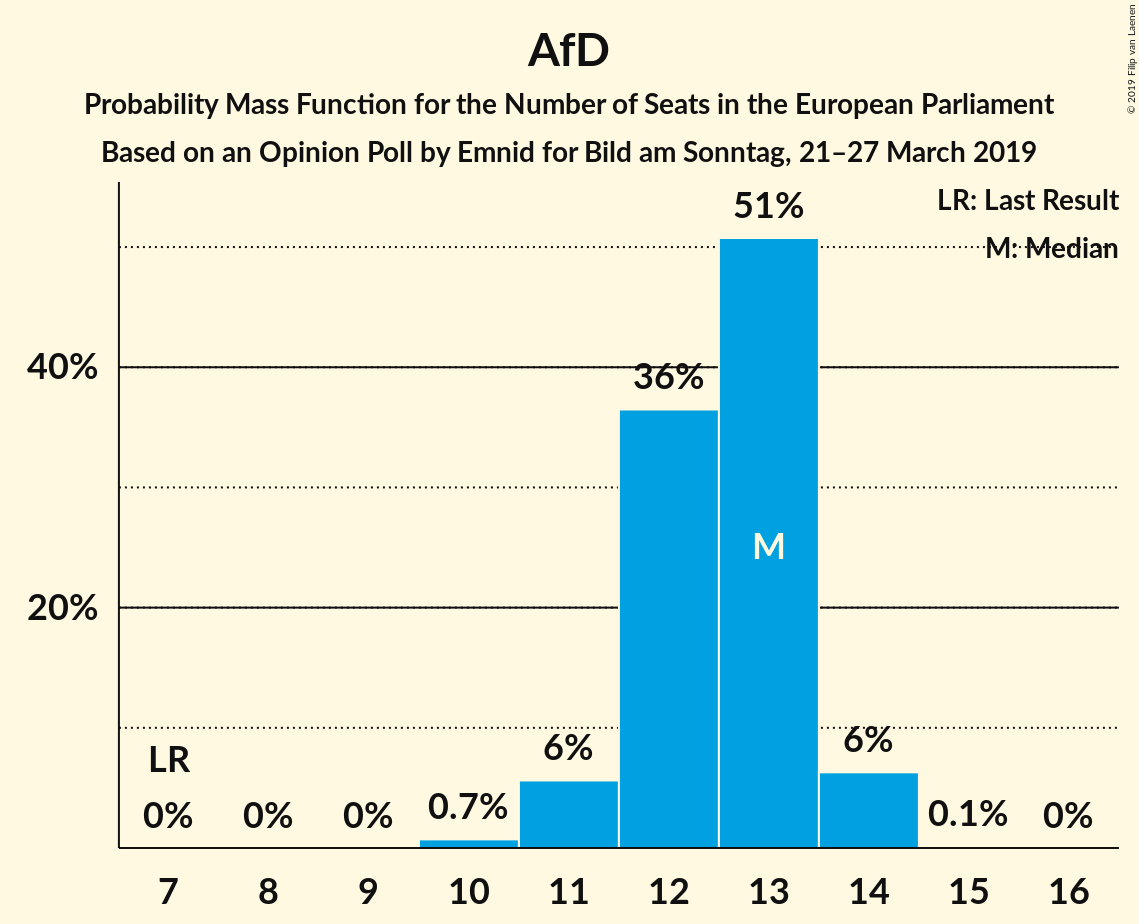 AfD
Probability Mass Function for the Number of Seats in the European Parliament
Based on an Opinion Poll by Emnid for Bild am Sonntag, 21–27 March 2019
© 2019 Filip van Laenen
LR: Last Result
M: Median
51%
40%
36%
M
20%
LR
6%
6%
0%
0%
0%
0.7%
0.1%
0%
7
8
9
10
11
12
13
14
15
16